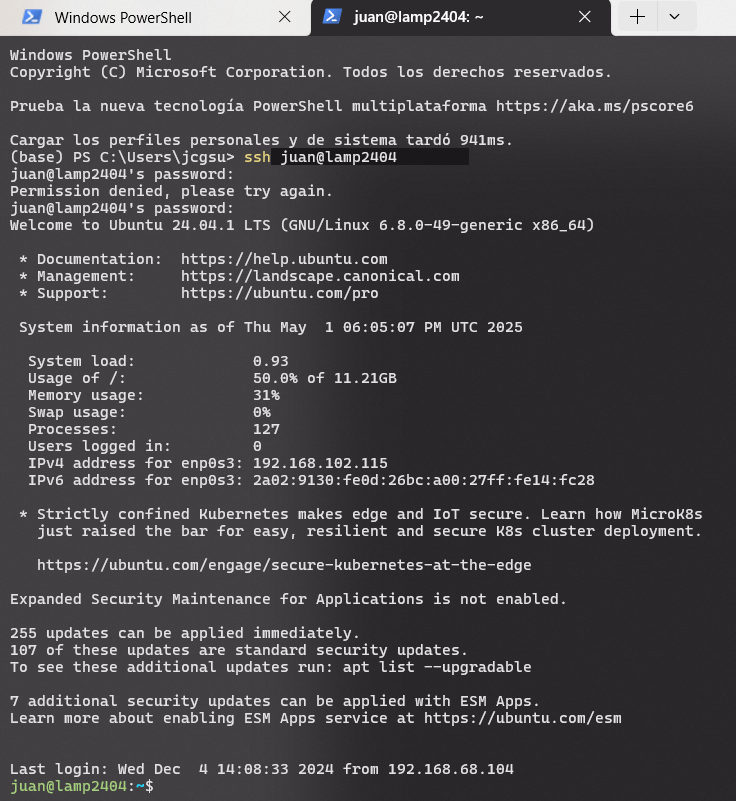 Windows PowerShell
juan@lamp2404: ~
Windows PowerShell
Copyright (C) Microsoft Corporation. Todos los derechos reservados.
Prueba la nueva tecnología PowerShell multiplataforma https://aka.ms/pscore6
Cargar los perfiles personales y de sistema tardó 941ms.
(base) PS C:\Users\jcgsu> ssh juan@lamp2404
juan@lamp2404's password:
Permission denied, please try again.
juan@lamp2404's password:
Welcome to Ubuntu 24.04.1 LTS (GNU/Linux 6.8.0-49-generic x86_64)
* Documentation:  https://help.ubuntu.com
* Management:     https://landscape.canonical.com
* Support:        https://ubuntu.com/pro
System information as of Thu May  1 06:05:07 PM UTC 2025
System load:             0.93
Usage of /:              50.0% of 11.21GB
Memory usage:            31%
Swap usage:              0%
Processes:               127
Users logged in:         0
IPv4 address for enp0s3: 192.168.102.115
IPv6 address for enp0s3: 2a02:9130:fe0d:26bc:a00:27ff:fe14:fc28
* Strictly confined Kubernetes makes edge and IoT secure. Learn how MicroK8s
just raised the bar for easy, resilient and secure K8s cluster deployment.
https://ubuntu.com/engage/secure-kubernetes-at-the-edge
Expanded Security Maintenance for Applications is not enabled.
255 updates can be applied immediately.
107 of these updates are standard security updates.
To see these additional updates run: apt list --upgradable
7 additional security updates can be applied with ESM Apps.
Learn more about enabling ESM Apps service at https://ubuntu.com/esm
Last login: Wed Dec  4 14:08:33 2024 from 192.168.68.104
juan@lamp2404:~$